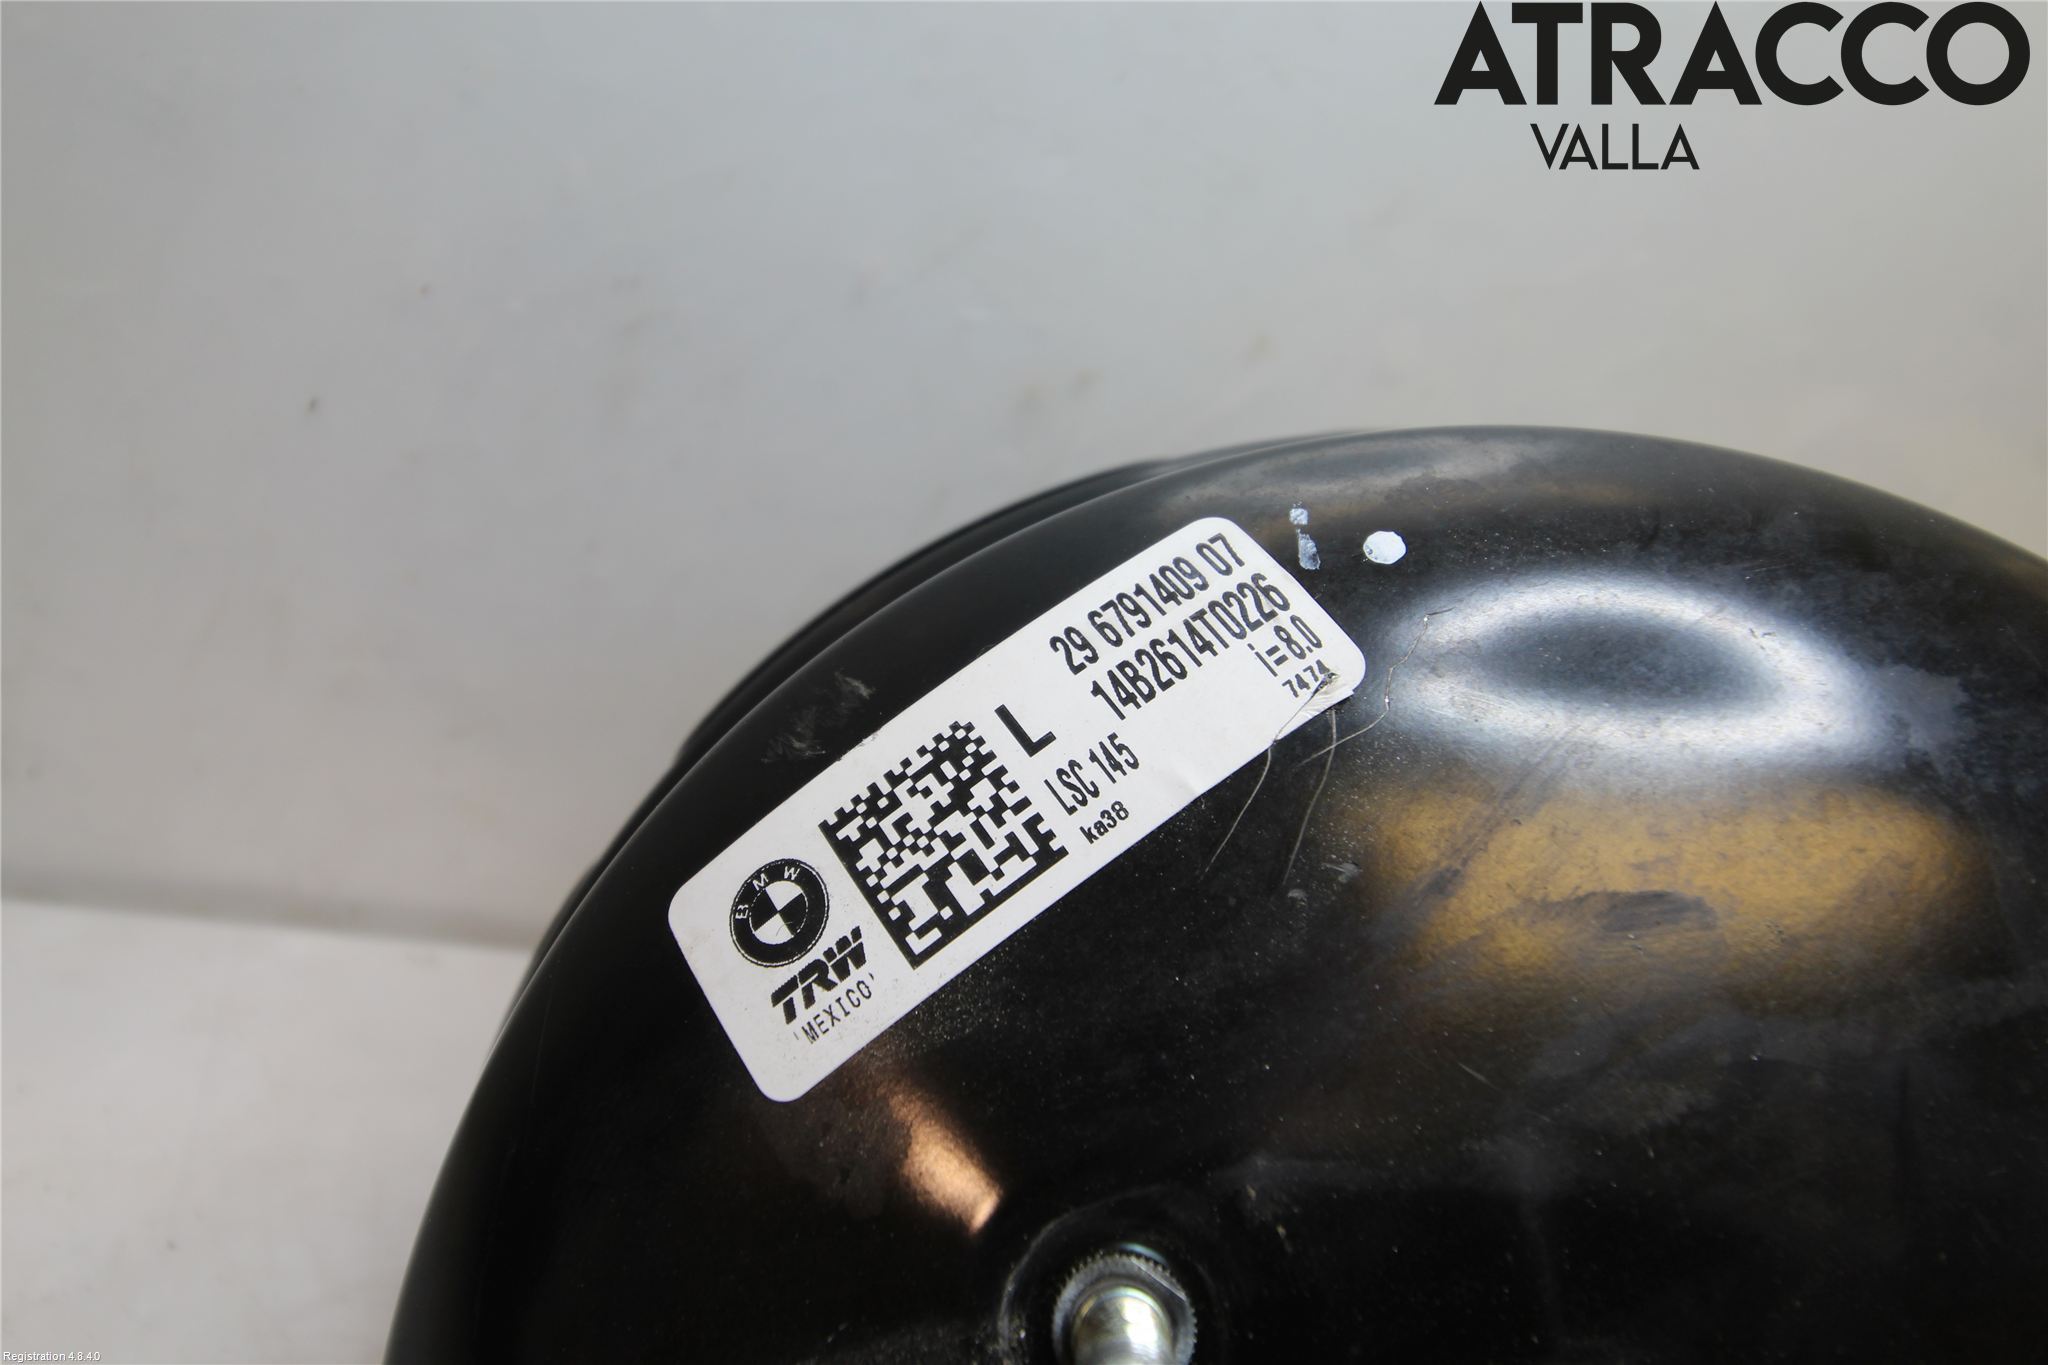 ATRACCO
VALLA
29 6791409 07
14B2614T0226
i=8.0
7474
L
LSC 145
ka38
BMW
TRW
'MEXICO'
Registration 4.8.4.0